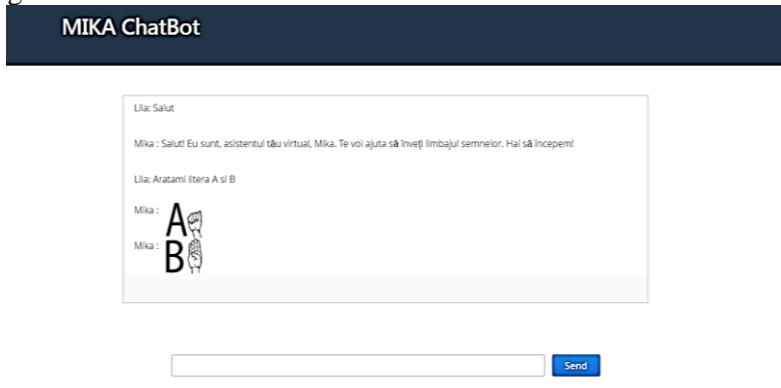 MIKA ChatBot
Lila: Salut
Mika : Salut! Eu sunt, asistentul tău virtual, Mika. Te voi ajuta să înveți limbajul semnelor. Hai să începem!
Lila: Aratami litera A si B
Mika : A
Mika : B
Send